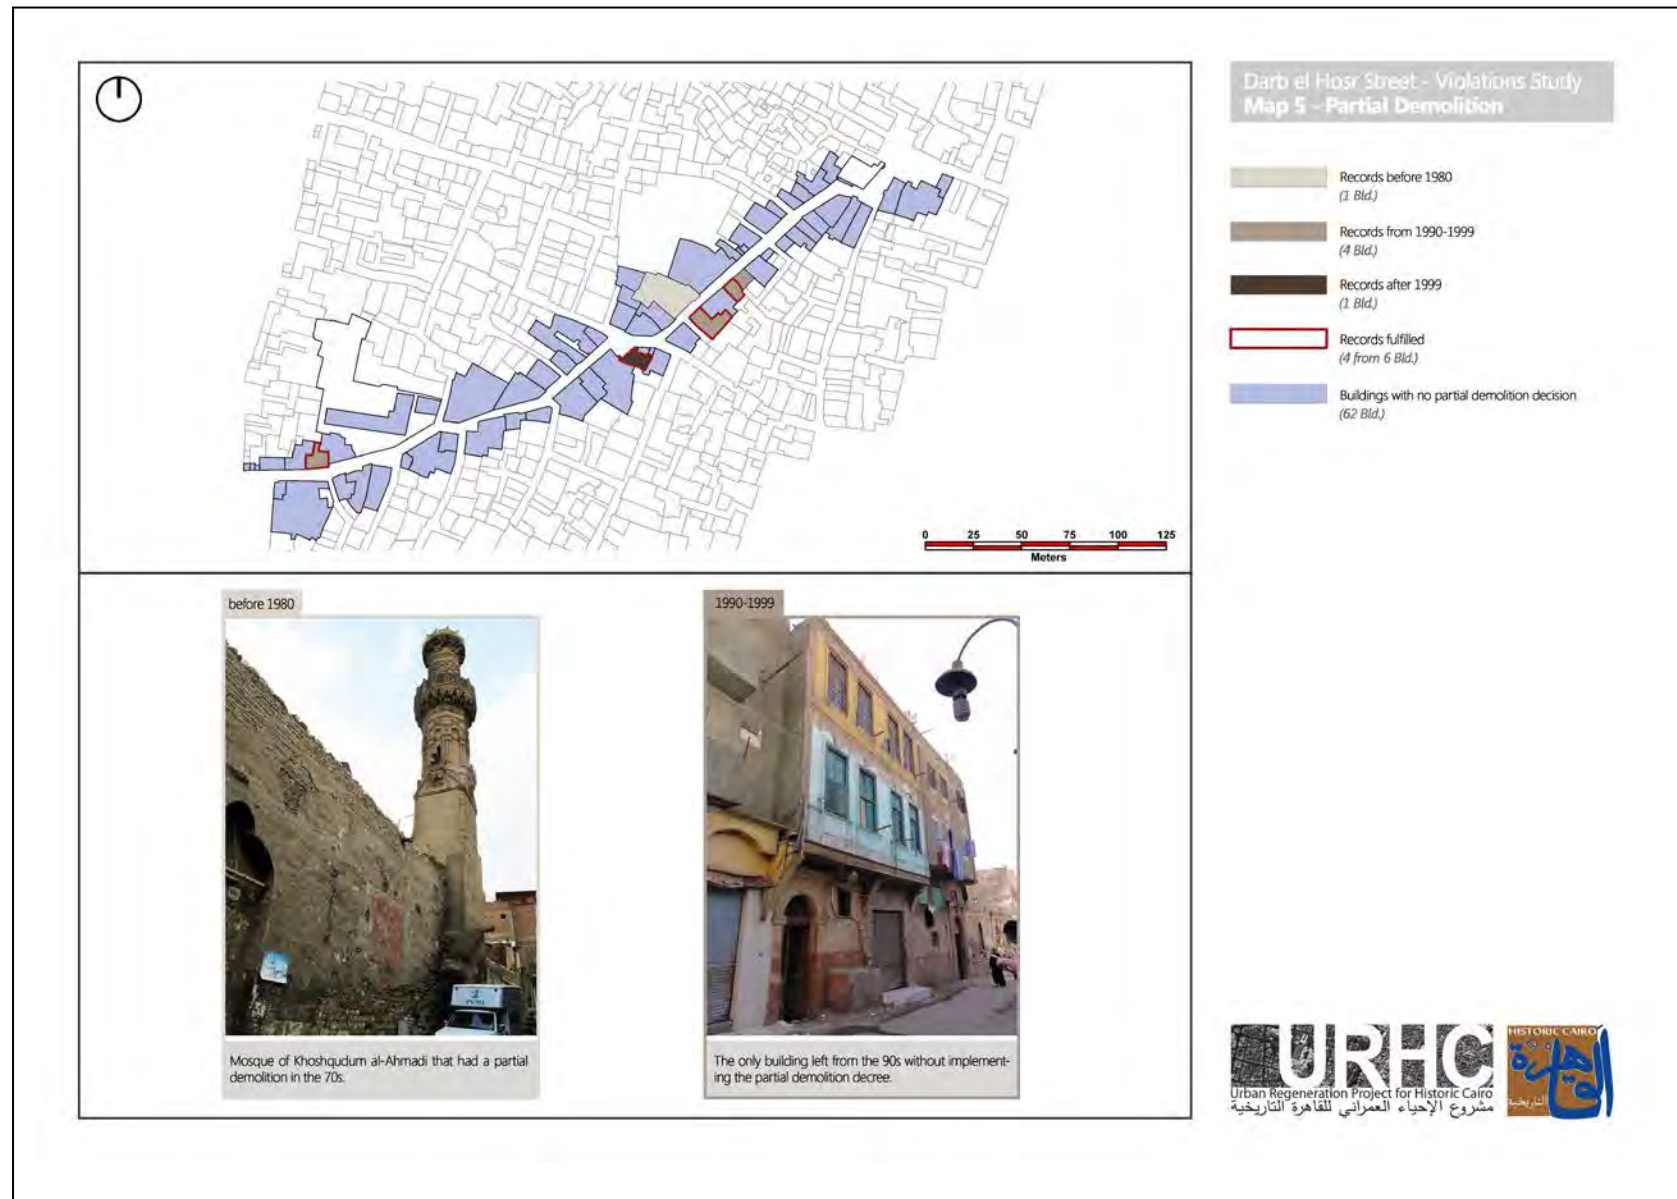 Darb el Hosr Street - Violations Study
Map 5 - Partial Demolition
Records before 1980
(1 Bld.)
Records from 1990-1999
(4 Bld.)
Records after 1999
(1 Bld.)
Records fulfilled
(4 from 6 Bld.)
Buildings with no partial demolition decision
(62 Bld.)
0 25 50 75 100 125
Meters
before 1980
Mosque of Khoshqudum al-Ahmadi that had a partial
demolition in the 70s.
1990-1999
The only building left from the 90s without implement-
ing the partial demolition decree.
URHC
Urban Regeneration Project for Historic Cairo
مشروع الإحياء العمراني للقاهرة التاريخية
HISTORIC CAIRO
القاهرة
التاريخية